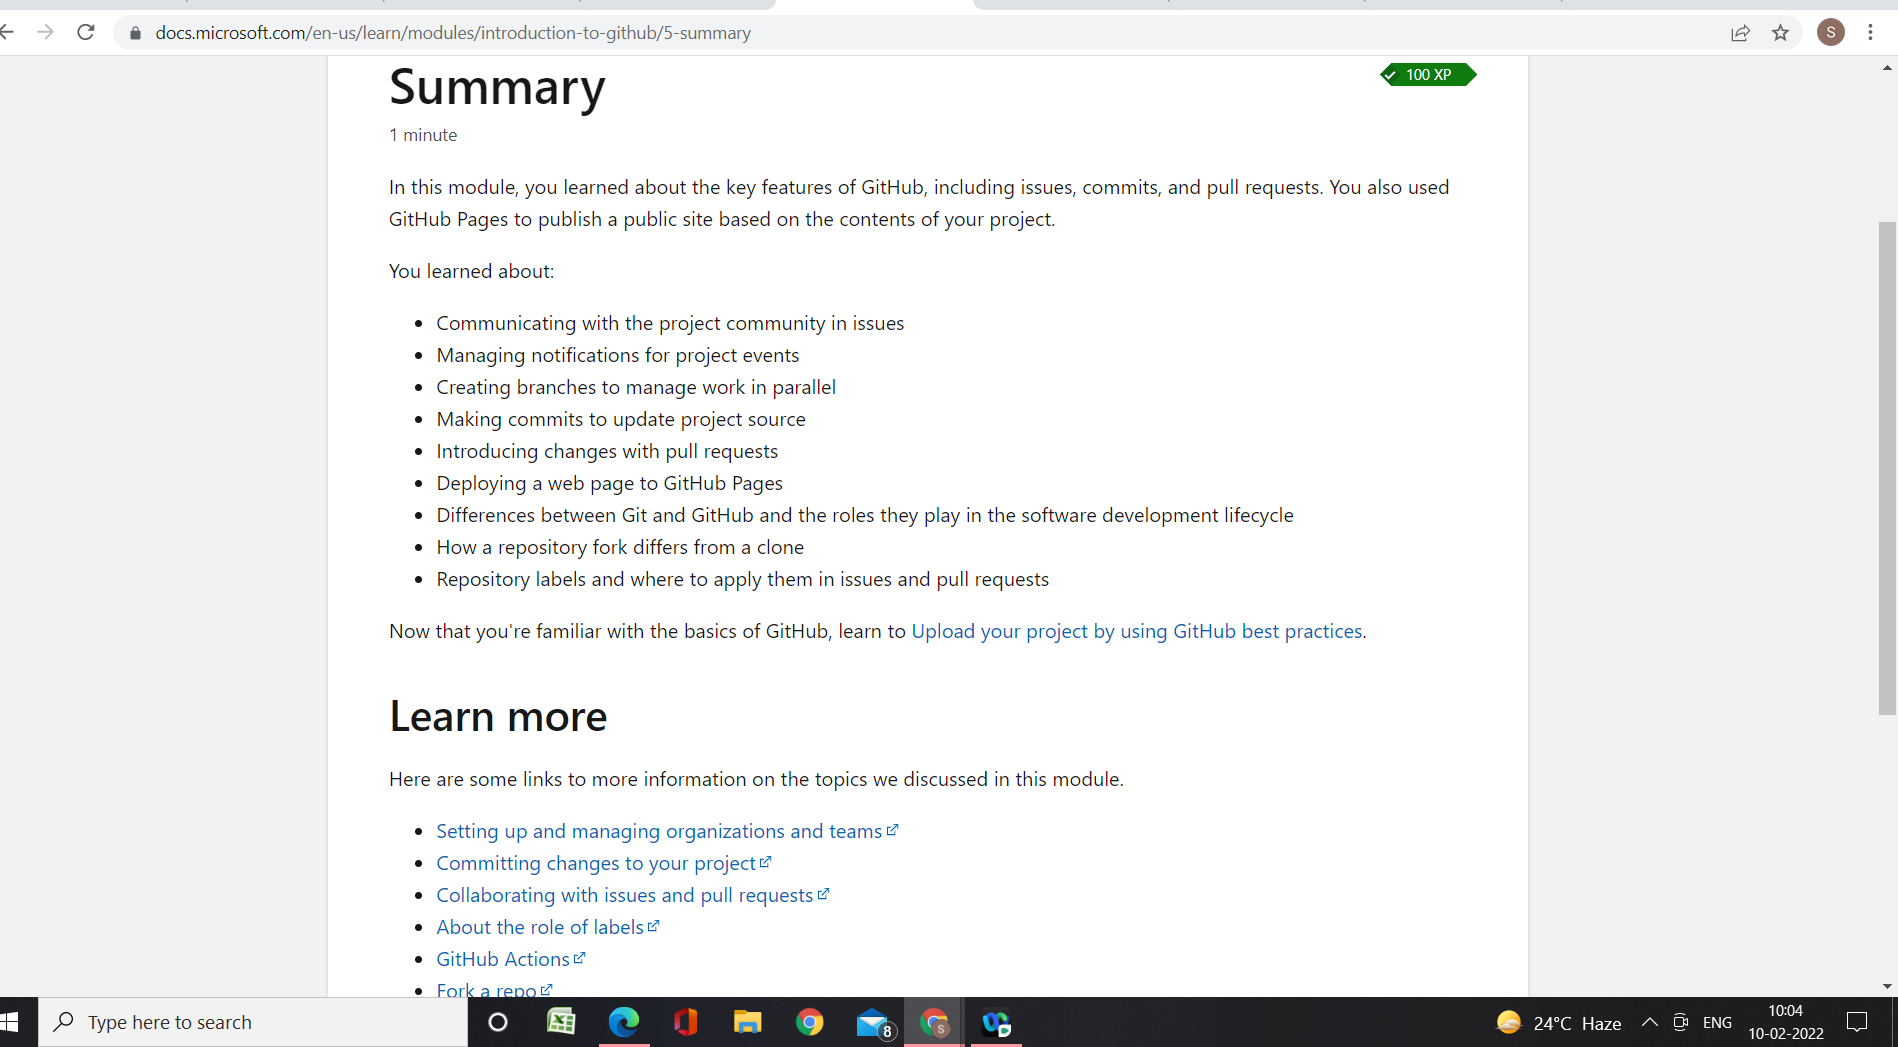 docs.microsoft.com/en-us/learn/modules/introduction-to-github/5-summary
S
Summary
100 XP
1 minute
In this module, you learned about the key features of GitHub, including issues, commits, and pull requests. You also used
GitHub Pages to publish a public site based on the contents of your project.
You learned about:
• Communicating with the project community in issues
• Managing notifications for project events
• Creating branches to manage work in parallel
• Making commits to update project source
• Introducing changes with pull requests
• Deploying a web page to GitHub Pages
• Differences between Git and GitHub and the roles they play in the software development lifecycle
• How a repository fork differs from a clone
• Repository labels and where to apply them in issues and pull requests
Now that you're familiar with the basics of GitHub, learn to Upload your project by using GitHub best practices.
Learn more
Here are some links to more information on the topics we discussed in this module.
• Setting up and managing organizations and teams
• Committing changes to your project
• Collaborating with issues and pull requests
• About the role of labels
• GitHub Actions
• Fork a repo
Type here to search
8
S
24°C Haze
ENG
10:04
10-02-2022